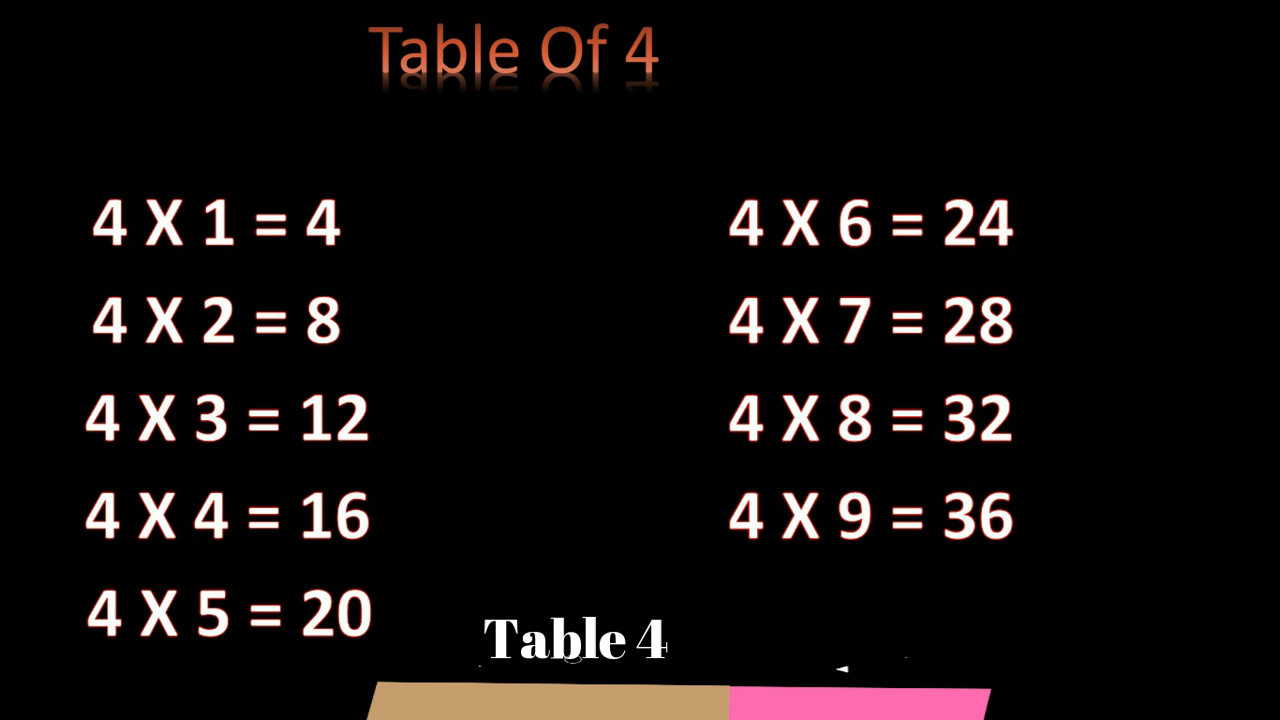 Table Of 4
4 X 1 = 4
4 X 2 = 8
4 X 3 = 12
4 X 4 = 16
4 X 5 = 20
4 X 6 = 24
4 X 7 = 28
4 X 8 = 32
4 X 9 = 36
Table 4